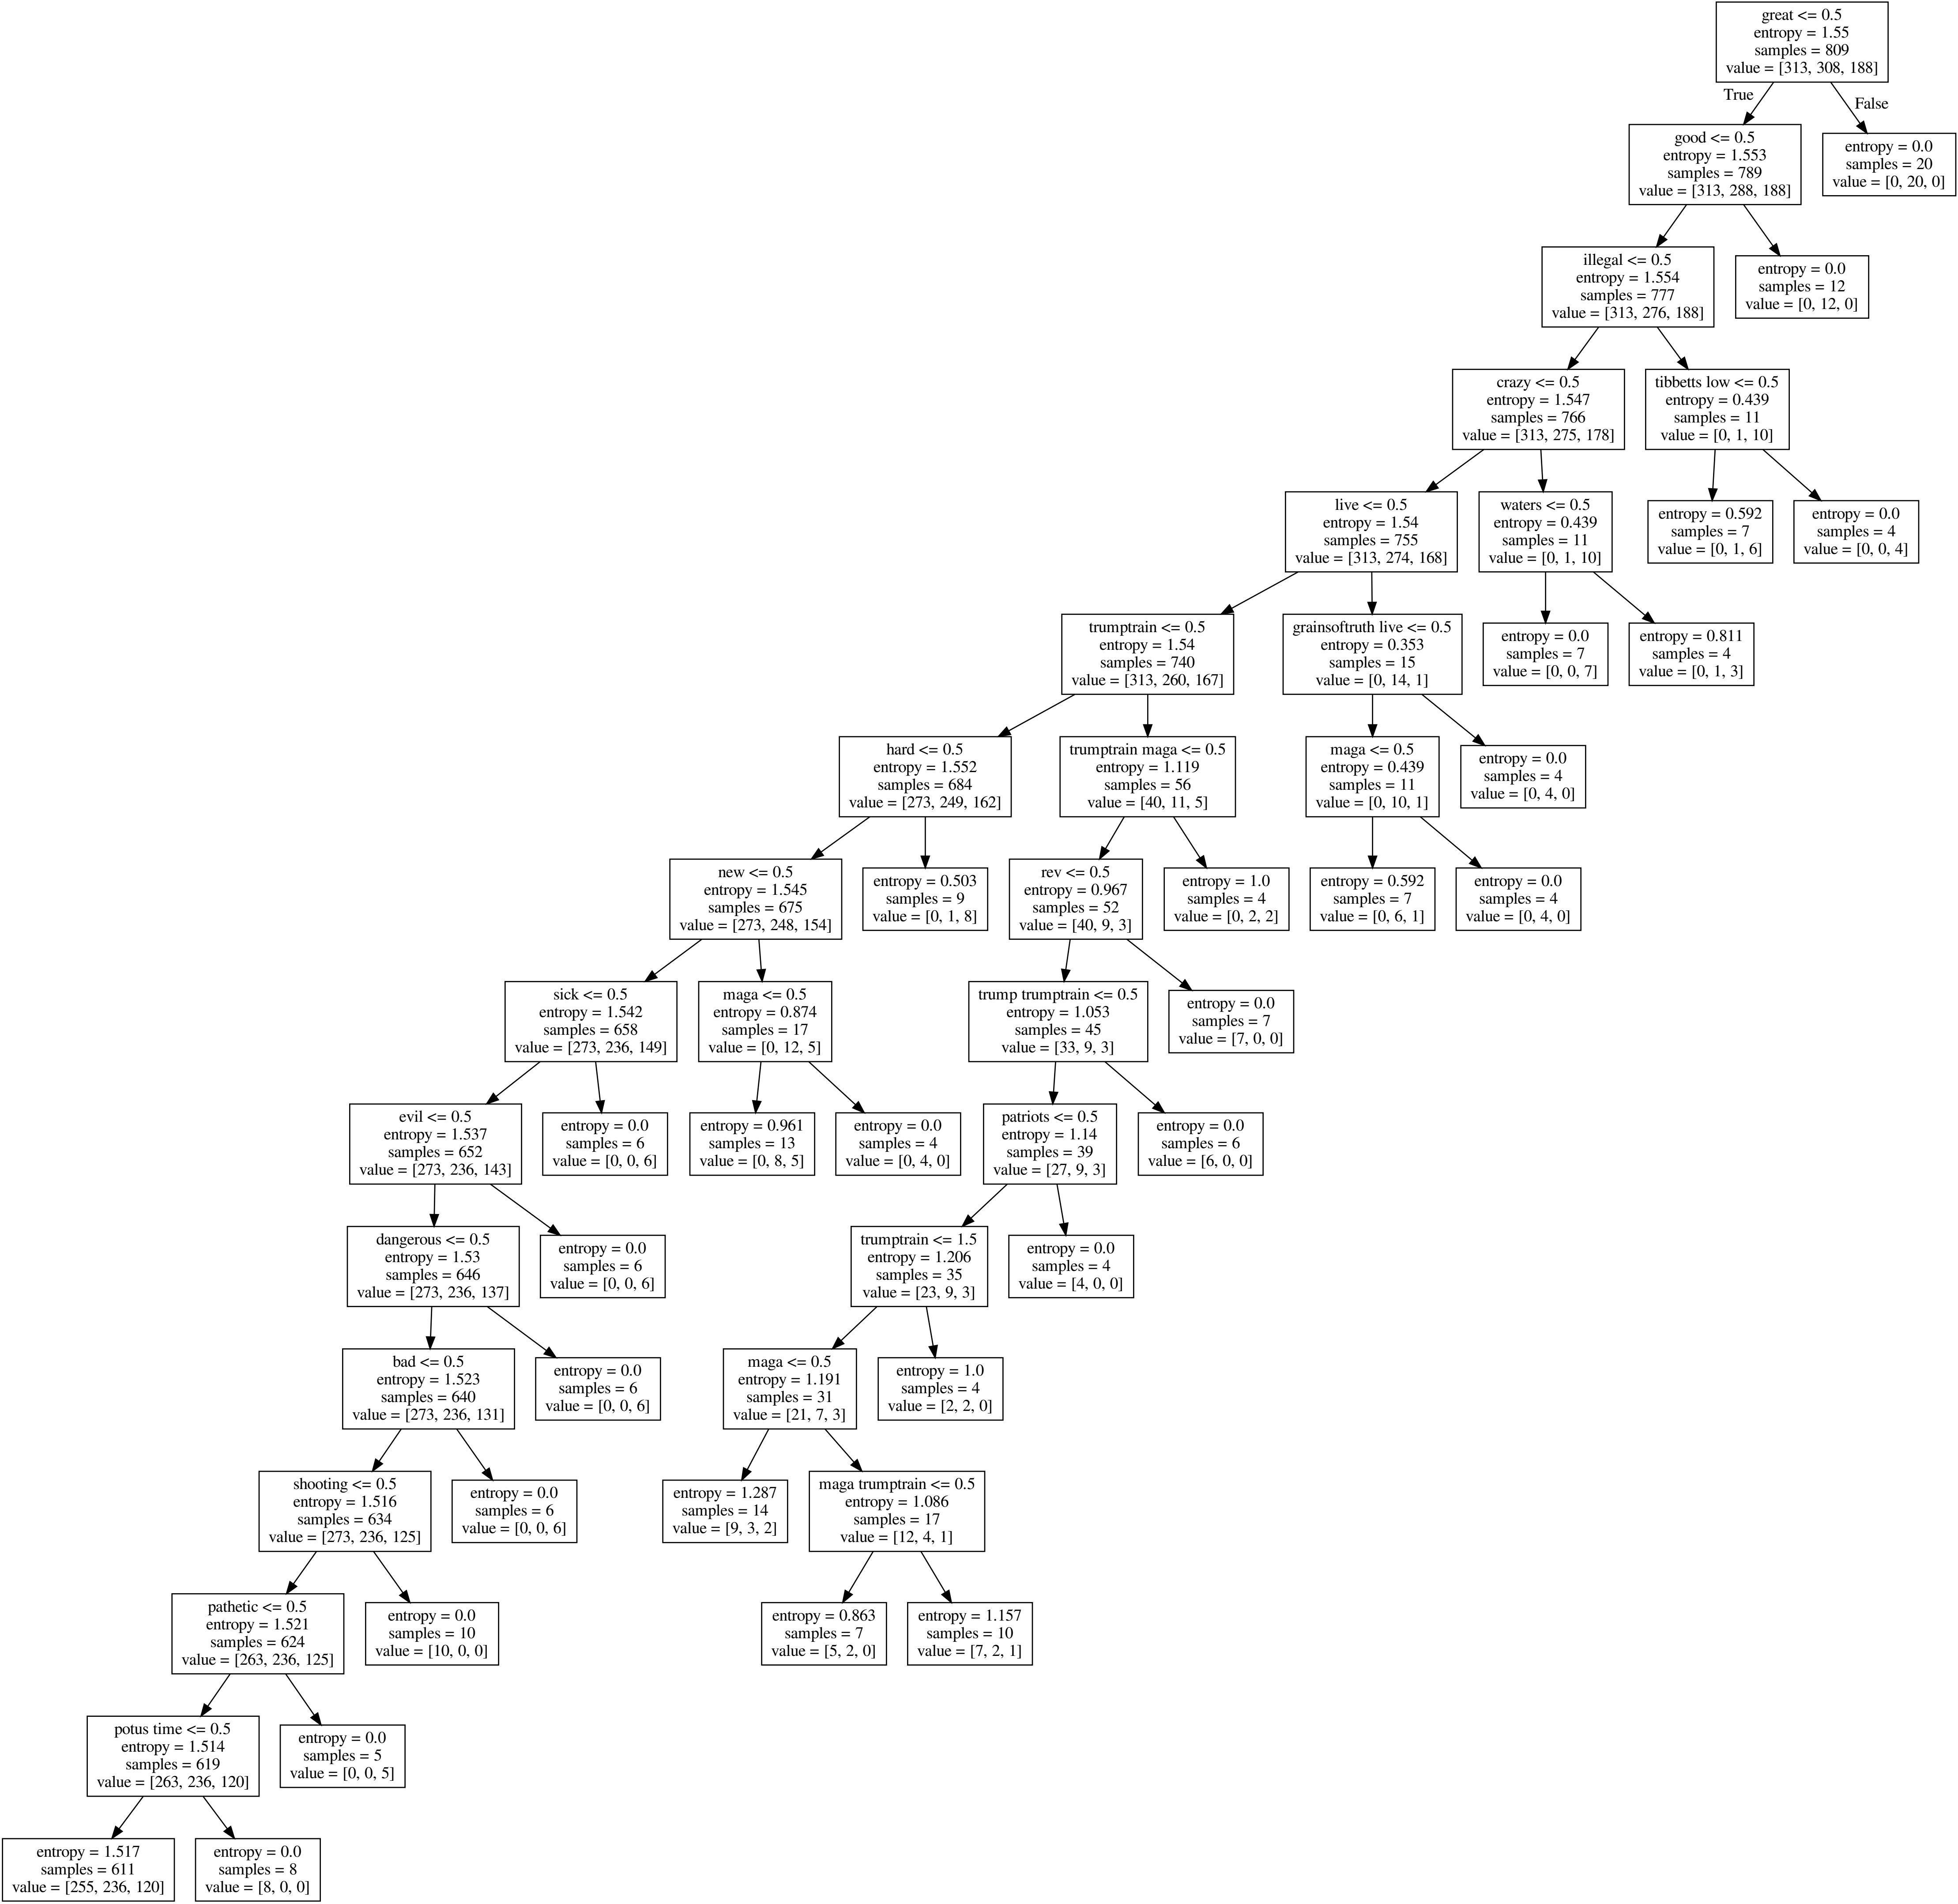 great <= 0.5
entropy = 1.55
samples = 809
value = [313, 308, 188]
True
False
good <= 0.5
entropy = 1.553
samples = 789
value = [313, 288, 188]
entropy = 0.0
samples = 20
value = [0, 20, 0]
illegal <= 0.5
entropy = 1.554
samples = 777
value = [313, 276, 188]
entropy = 0.0
samples = 12
value = [0, 12, 0]
crazy <= 0.5
entropy = 1.547
samples = 766
value = [313, 275, 178]
tibbetts low <= 0.5
entropy = 0.439
samples = 11
value = [0, 1, 10]
live <= 0.5
entropy = 1.54
samples = 755
value = [313, 274, 168]
waters <= 0.5
entropy = 0.439
samples = 11
value = [0, 1, 10]
entropy = 0.592
samples = 7
value = [0, 1, 6]
entropy = 0.0
samples = 4
value = [0, 0, 4]
trumptrain <= 0.5
entropy = 1.54
samples = 740
value = [313, 260, 167]
grainsoftruth live <= 0.5
entropy = 0.353
samples = 15
value = [0, 14, 1]
entropy = 0.0
samples = 7
value = [0, 0, 7]
entropy = 0.811
samples = 4
value = [0, 1, 3]
hard <= 0.5
entropy = 1.552
samples = 684
value = [273, 249, 162]
trumptrain maga <= 0.5
entropy = 1.119
samples = 56
value = [40, 11, 5]
maga <= 0.5
entropy = 0.439
samples = 11
value = [0, 10, 1]
entropy = 0.0
samples = 4
value = [0, 4, 0]
new <= 0.5
entropy = 1.545
samples = 675
value = [273, 248, 154]
entropy = 0.503
samples = 9
value = [0, 1, 8]
rev <= 0.5
entropy = 0.967
samples = 52
value = [40, 9, 3]
entropy = 1.0
samples = 4
value = [0, 2, 2]
entropy = 0.592
samples = 7
value = [0, 6, 1]
entropy = 0.0
samples = 4
value = [0, 4, 0]
sick <= 0.5
entropy = 1.542
samples = 658
value = [273, 236, 149]
maga <= 0.5
entropy = 0.874
samples = 17
value = [0, 12, 5]
trump trumptrain <= 0.5
entropy = 1.053
samples = 45
value = [33, 9, 3]
entropy = 0.0
samples = 7
value = [7, 0, 0]
evil <= 0.5
entropy = 1.537
samples = 652
value = [273, 236, 143]
entropy = 0.0
samples = 6
value = [0, 0, 6]
entropy = 0.961
samples = 13
value = [0, 8, 5]
entropy = 0.0
samples = 4
value = [0, 4, 0]
patriots <= 0.5
entropy = 1.14
samples = 39
value = [27, 9, 3]
entropy = 0.0
samples = 6
value = [6, 0, 0]
dangerous <= 0.5
entropy = 1.53
samples = 646
value = [273, 236, 137]
entropy = 0.0
samples = 6
value = [0, 0, 6]
trumptrain <= 1.5
entropy = 1.206
samples = 35
value = [23, 9, 3]
entropy = 0.0
samples = 4
value = [4, 0, 0]
bad <= 0.5
entropy = 1.523
samples = 640
value = [273, 236, 131]
entropy = 0.0
samples = 6
value = [0, 0, 6]
maga <= 0.5
entropy = 1.191
samples = 31
value = [21, 7, 3]
entropy = 1.0
samples = 4
value = [2, 2, 0]
shooting <= 0.5
entropy = 1.516
samples = 634
value = [273, 236, 125]
entropy = 0.0
samples = 6
value = [0, 0, 6]
entropy = 1.287
samples = 14
value = [9, 3, 2]
maga trumptrain <= 0.5
entropy = 1.086
samples = 17
value = [12, 4, 1]
pathetic <= 0.5
entropy = 1.521
samples = 624
value = [263, 236, 125]
entropy = 0.0
samples = 10
value = [10, 0, 0]
entropy = 0.863
samples = 7
value = [5, 2, 0]
entropy = 1.157
samples = 10
value = [7, 2, 1]
potus time <= 0.5
entropy = 1.514
samples = 619
value = [263, 236, 120]
entropy = 0.0
samples = 5
value = [0, 0, 5]
entropy = 1.517
samples = 611
value = [255, 236, 120]
entropy = 0.0
samples = 8
value = [8, 0, 0]